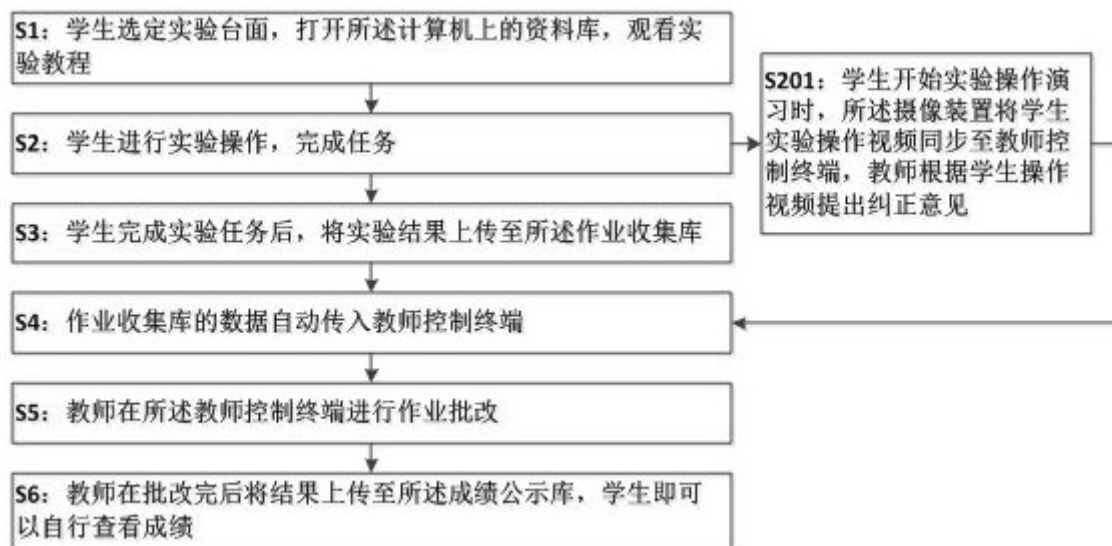 S1：学生选定实验台面，打开所述计算机上的资料库，观看实
验教程
S2：学生进行实验操作，完成任务
S201：学生开始实验操作演
习时，所述摄像装置将学生
实验操作视频同步至教师控
制终端，教师根据学生操作
视频提出纠正意见
S3：学生完成实验任务后，将实验结果上传至所述作业收集库
S4：作业收集库的数据自动传入教师控制终端
S5：教师在所述教师控制终端进行作业批改
S6：教师在批改完后将结果上传至所述成绩公示库，学生即可
以自行查看成绩